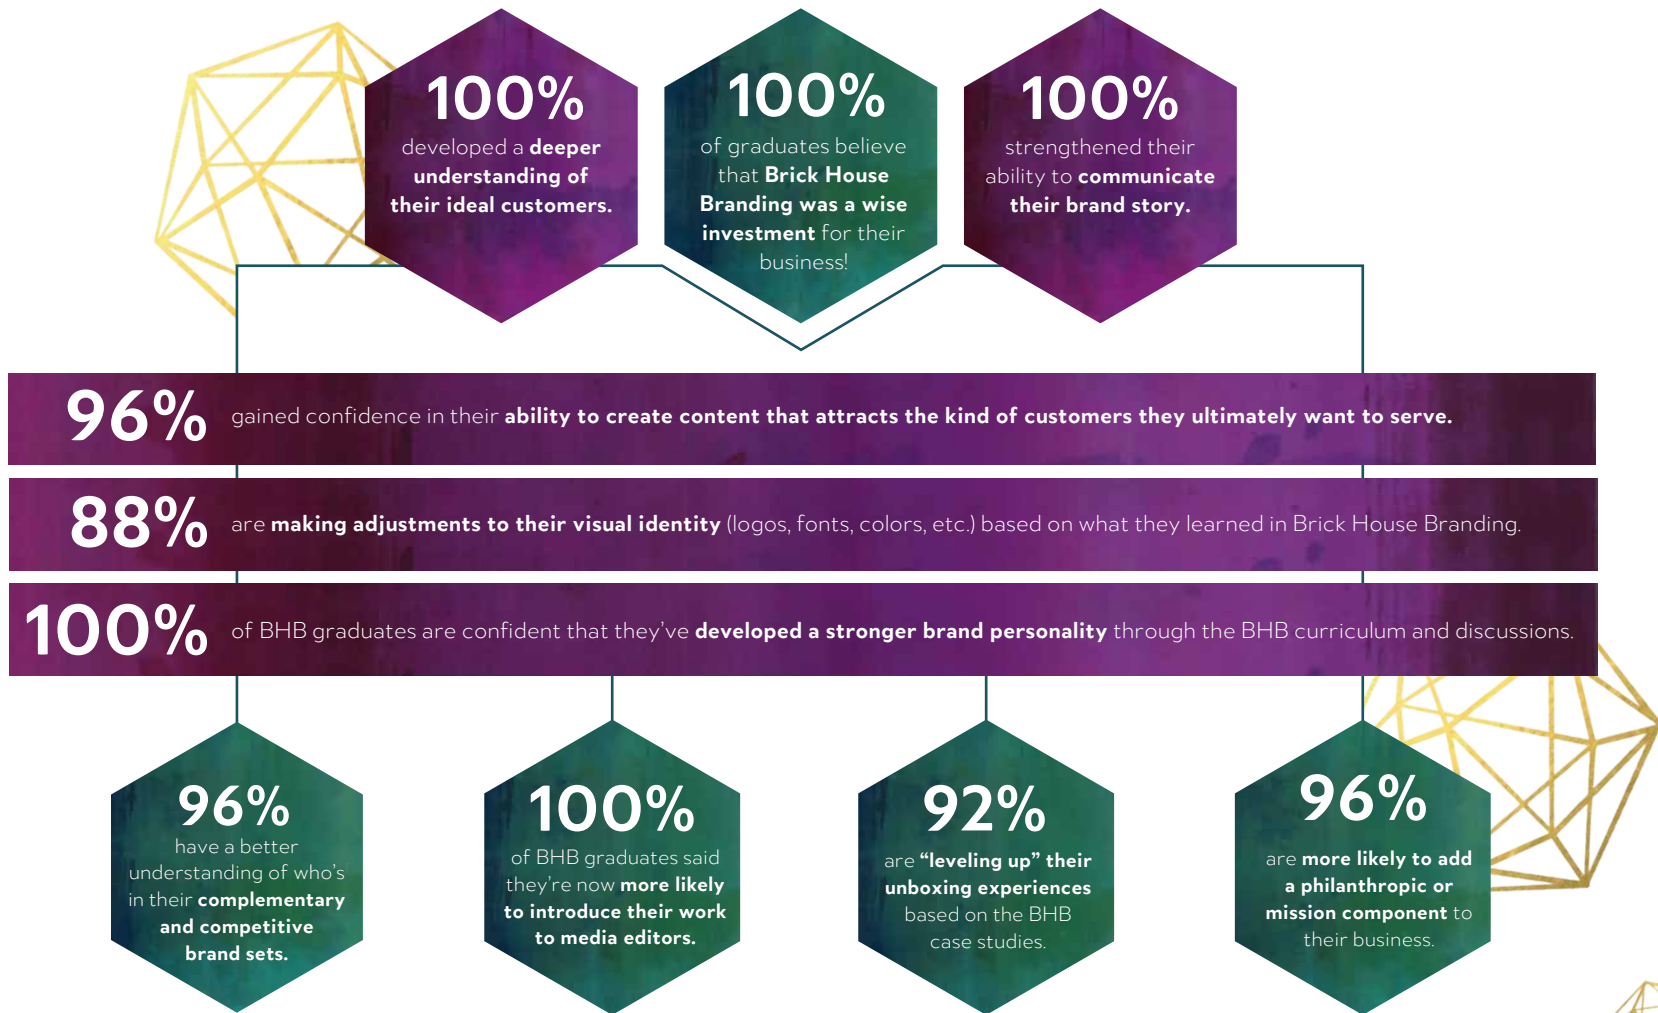 100%
developed a deeper
understanding of
their ideal customers.
100%
of graduates believe
that Brick House
Branding was a wise
investment for their
business!
100%
strengthened their
ability to communicate
their brand story.
96% gained confidence in their ability to create content that attracts the kind of customers they ultimately want to serve.
88% are making adjustments to their visual identity (logos, fonts, colors, etc.) based on what they learned in Brick House Branding.
100% of BHB graduates are confident that they've developed a stronger brand personality through the BHB curriculum and discussions.
96%
have a better
understanding of who's
in their complementary
and competitive
brand sets.
100%
of BHB graduates said
they're now more likely
to introduce their work
to media editors.
92%
are “leveling up” their
unboxing experiences
based on the BHB
case studies.
96%
are more likely to add
a philanthropic or
mission component to
their business.